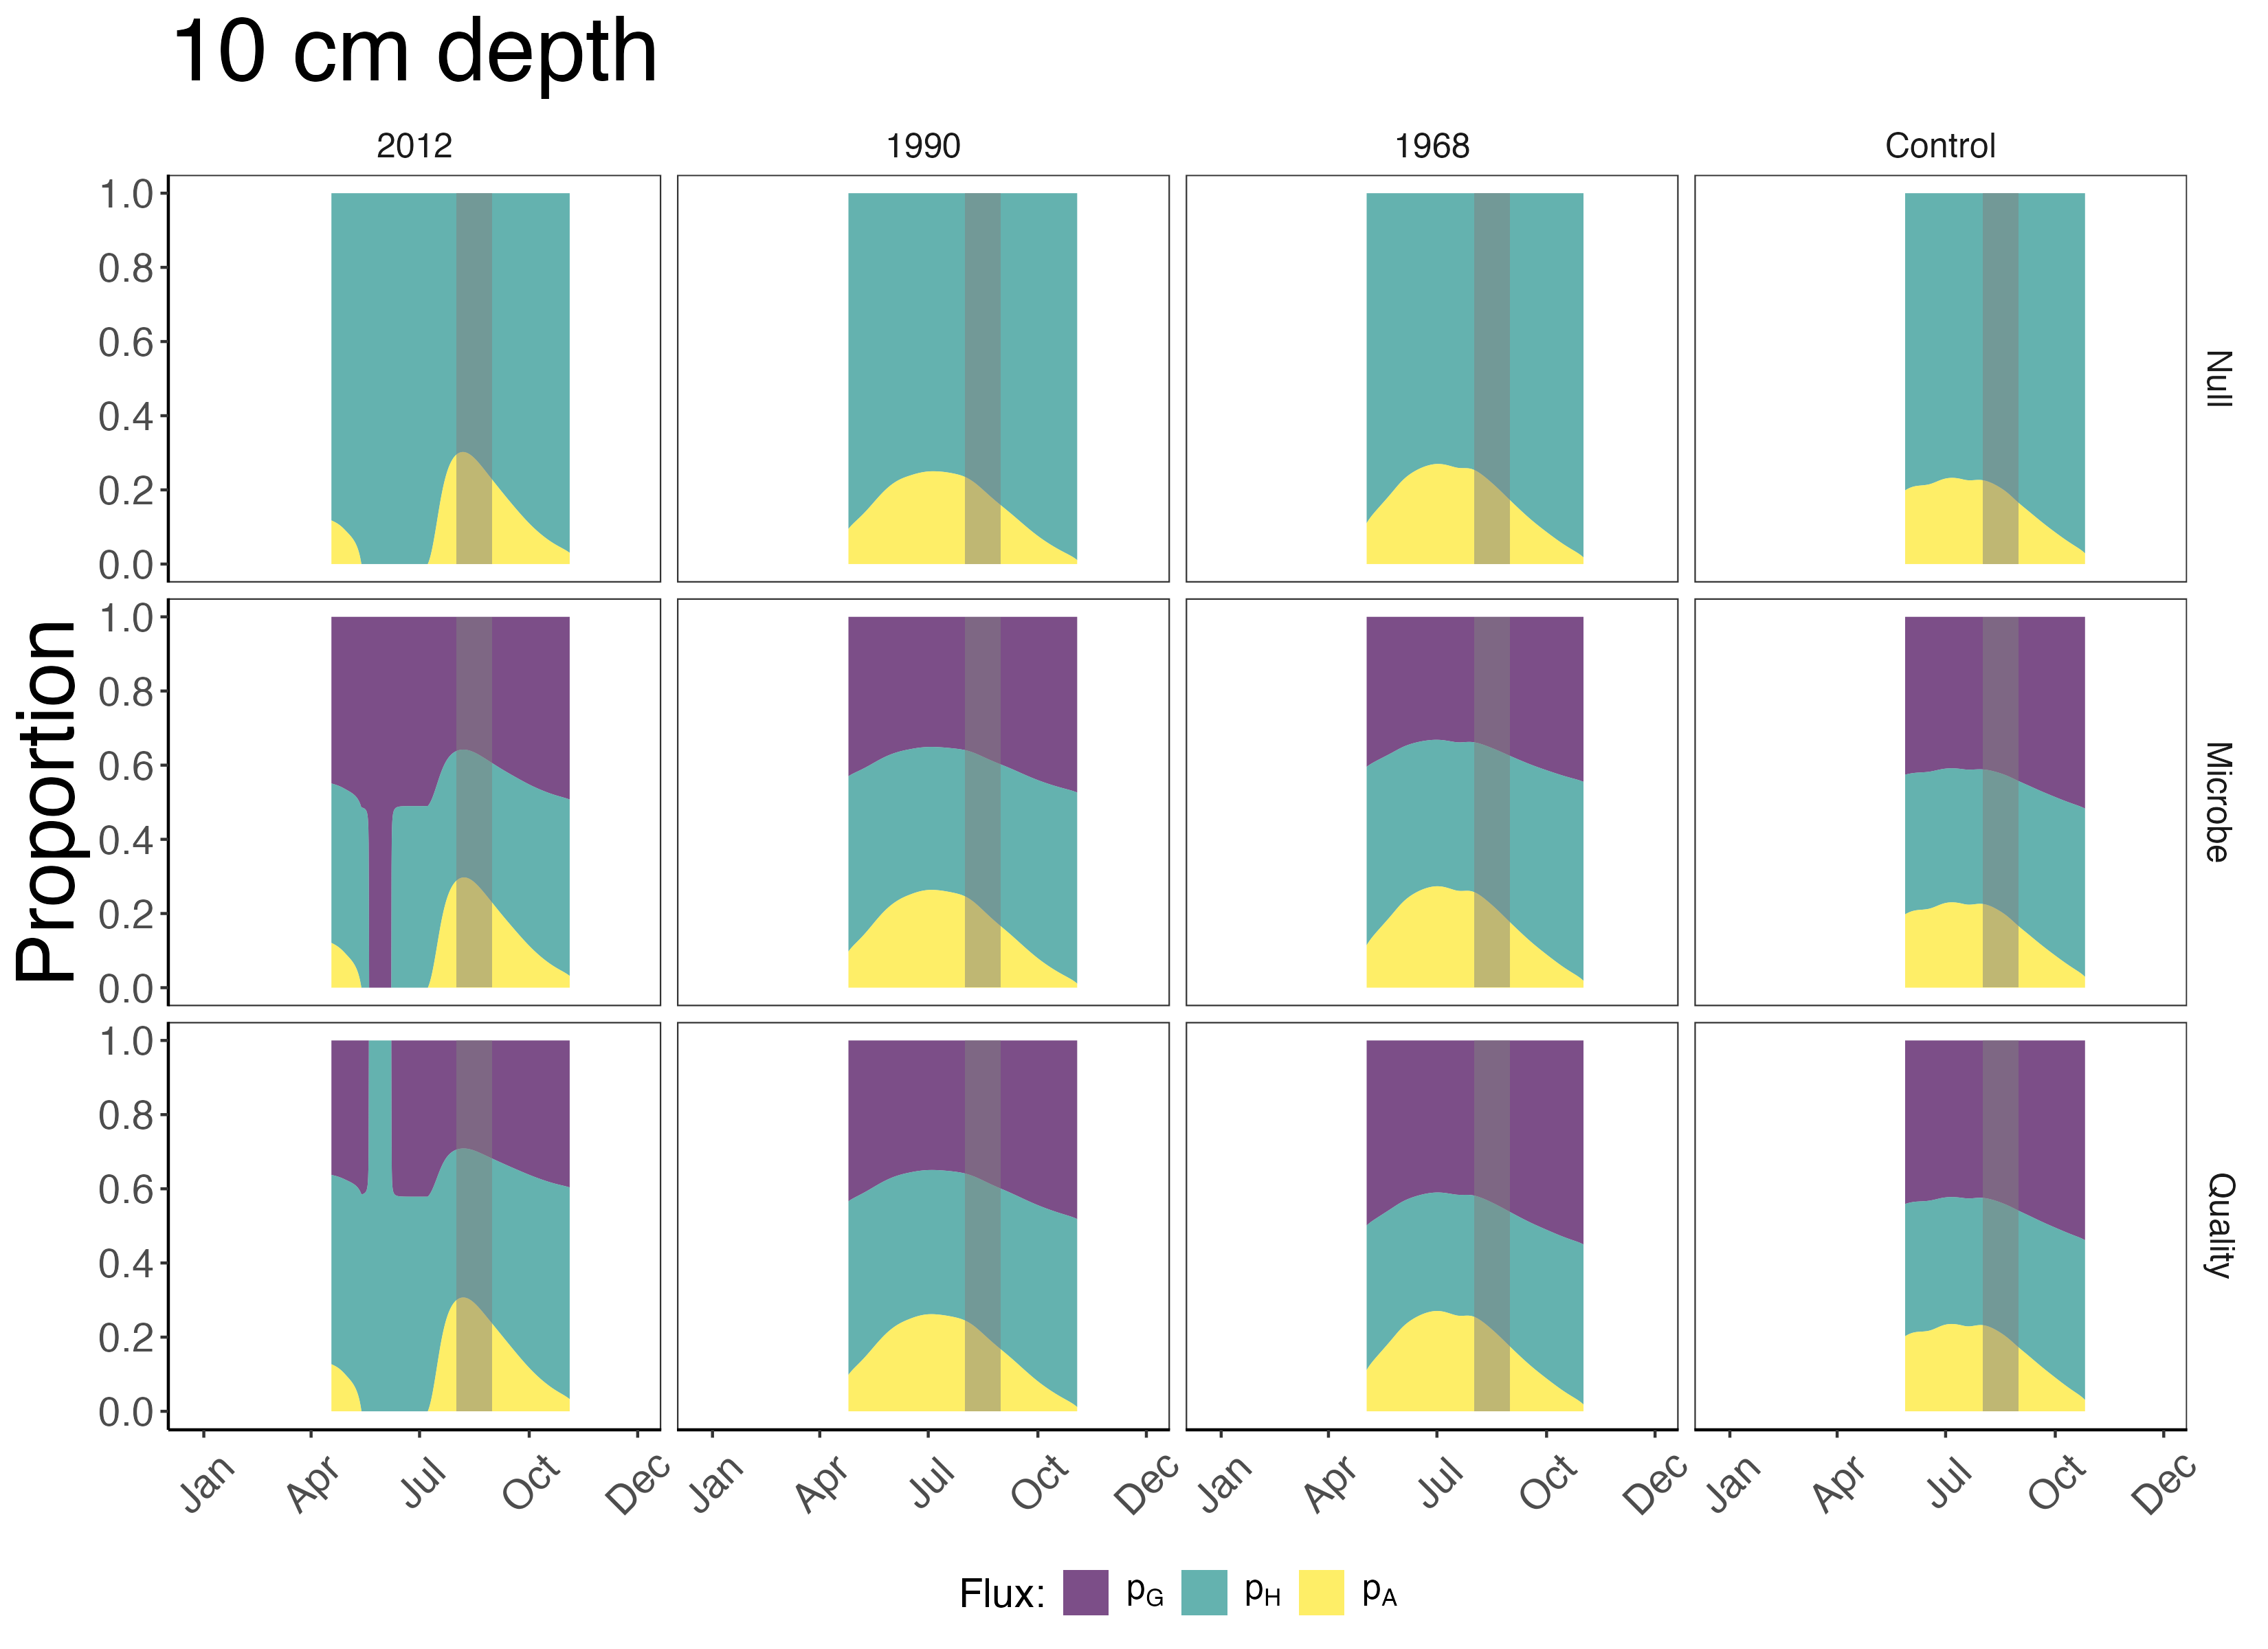 10 cm depth
2012 1990 1968 Control
1.0
0.8
0.6
0.4
0.2
0.0
Null
1.0
0.8
0.6
0.4
0.2
0.0
Microbe
Proportion
1.0
0.8
0.6
0.4
0.2
0.0
Quality
Jan Apr Jul Oct Dec Jan Apr Jul Oct Dec Jan Apr Jul Oct Dec Jan Apr Jul Oct Dec
Flux: pG pH pA